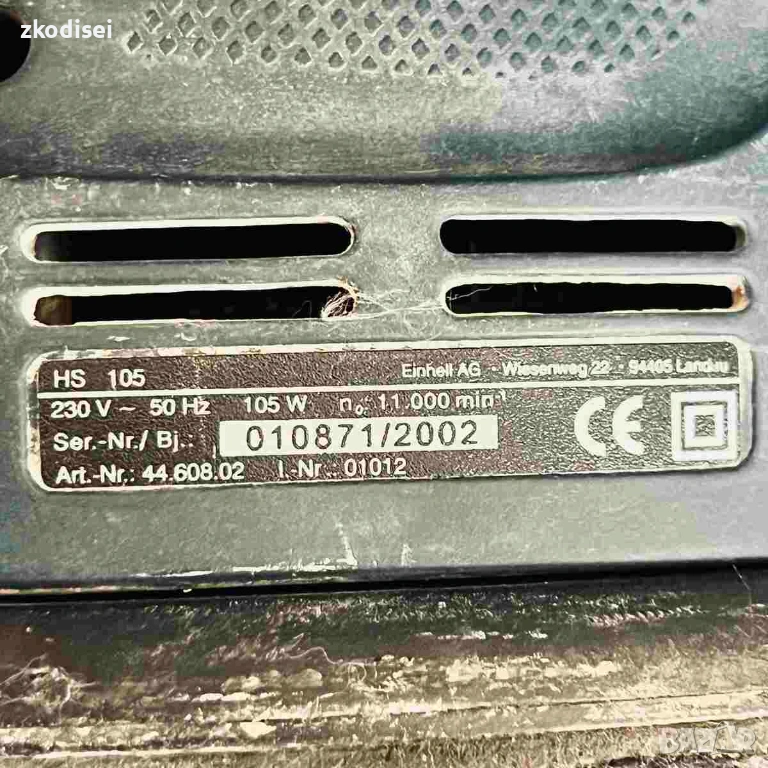 zkodisei
HS 105 Einhell AG - Wiesenweg 22 - 94405 Landau
230 V ~ 50 Hz 105 W n₀ 11.000 min⁻¹
Ser.-Nr./ Bj.: 010871/2002
CE
Art.-Nr.: 44.608.02 I. Nr.: 01012